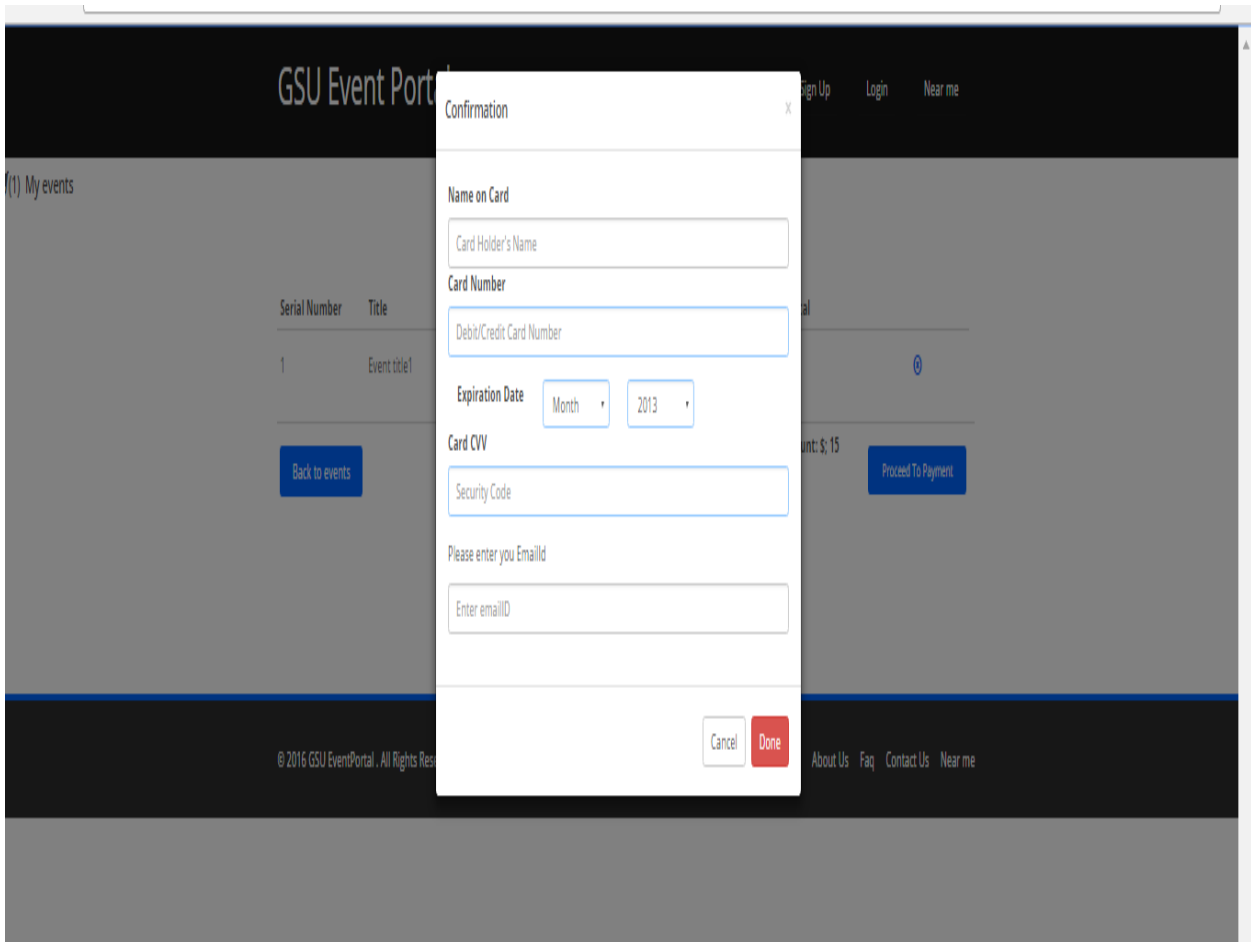 GSU Event Port
Sign Up Login Near me
(1) My events
Confirmation x
Name on Card
Card Holder's Name
Card Number
Debit/Credit Card Number
Expiration Date Month 2013
Card CVV
Security Code
Please enter you EmailId
Enter emailID
Cancel Done
Serial Number Title
1 Event title1
$; 15
Back to events
Proceed To Payment
© 2016 GSU EventPortal . All Rights
About Us Faq Contact Us Near me